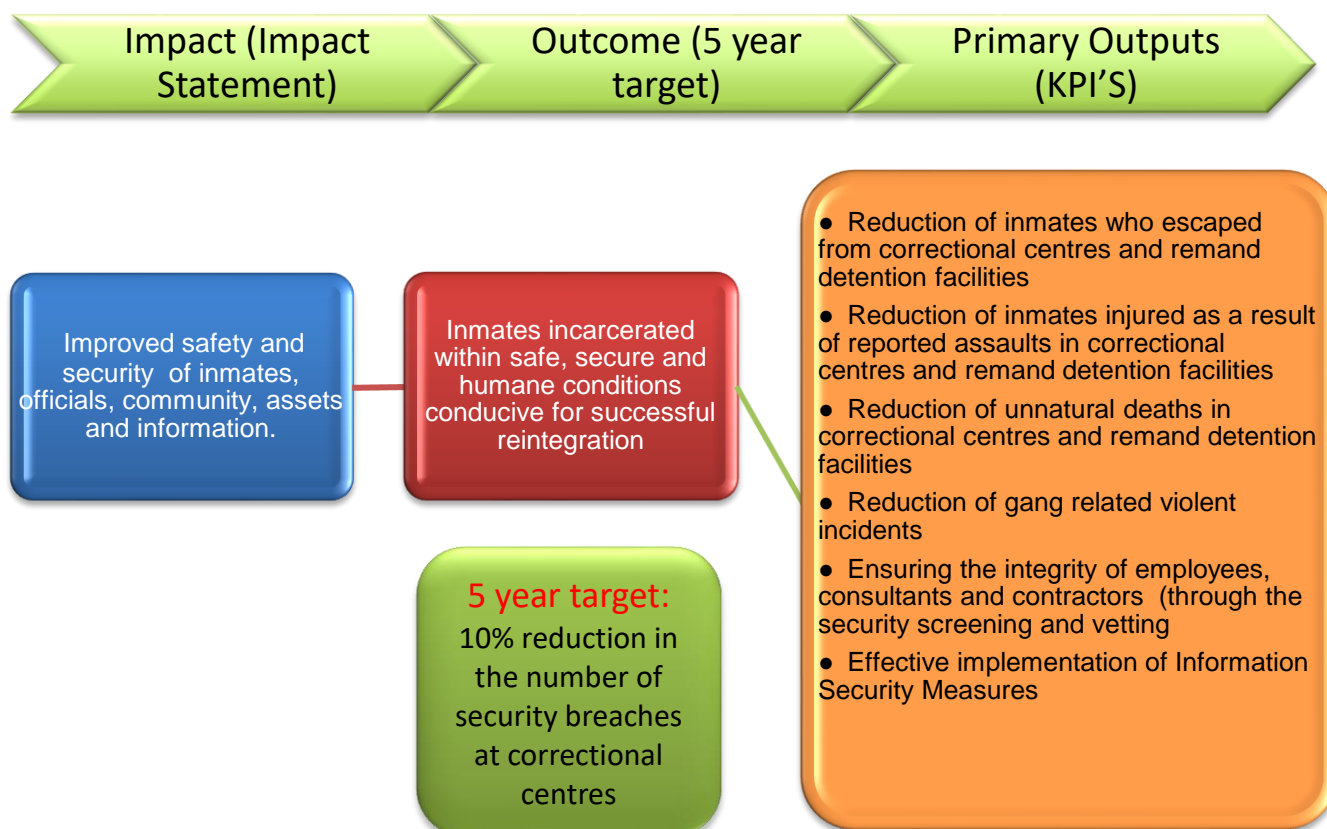 Impact (Impact
Statement)
Outcome (5 year
target)
Primary Outputs
(KPI’S)
Improved safety and
security of inmates,
officials, community, assets
and information.
Inmates incarcerated
within safe, secure and
humane conditions
conducive for successful
reintegration
5 year target:
10% reduction in
the number of
security breaches
at correctional
centres
● Reduction of inmates who escaped
from correctional centres and remand
detention facilities
● Reduction of inmates injured as a result
of reported assaults in correctional
centres and remand detention facilities
● Reduction of unnatural deaths in
correctional centres and remand detention
facilities
● Reduction of gang related violent
incidents
● Ensuring the integrity of employees,
consultants and contractors (through the
security screening and vetting
● Effective implementation of Information
Security Measures